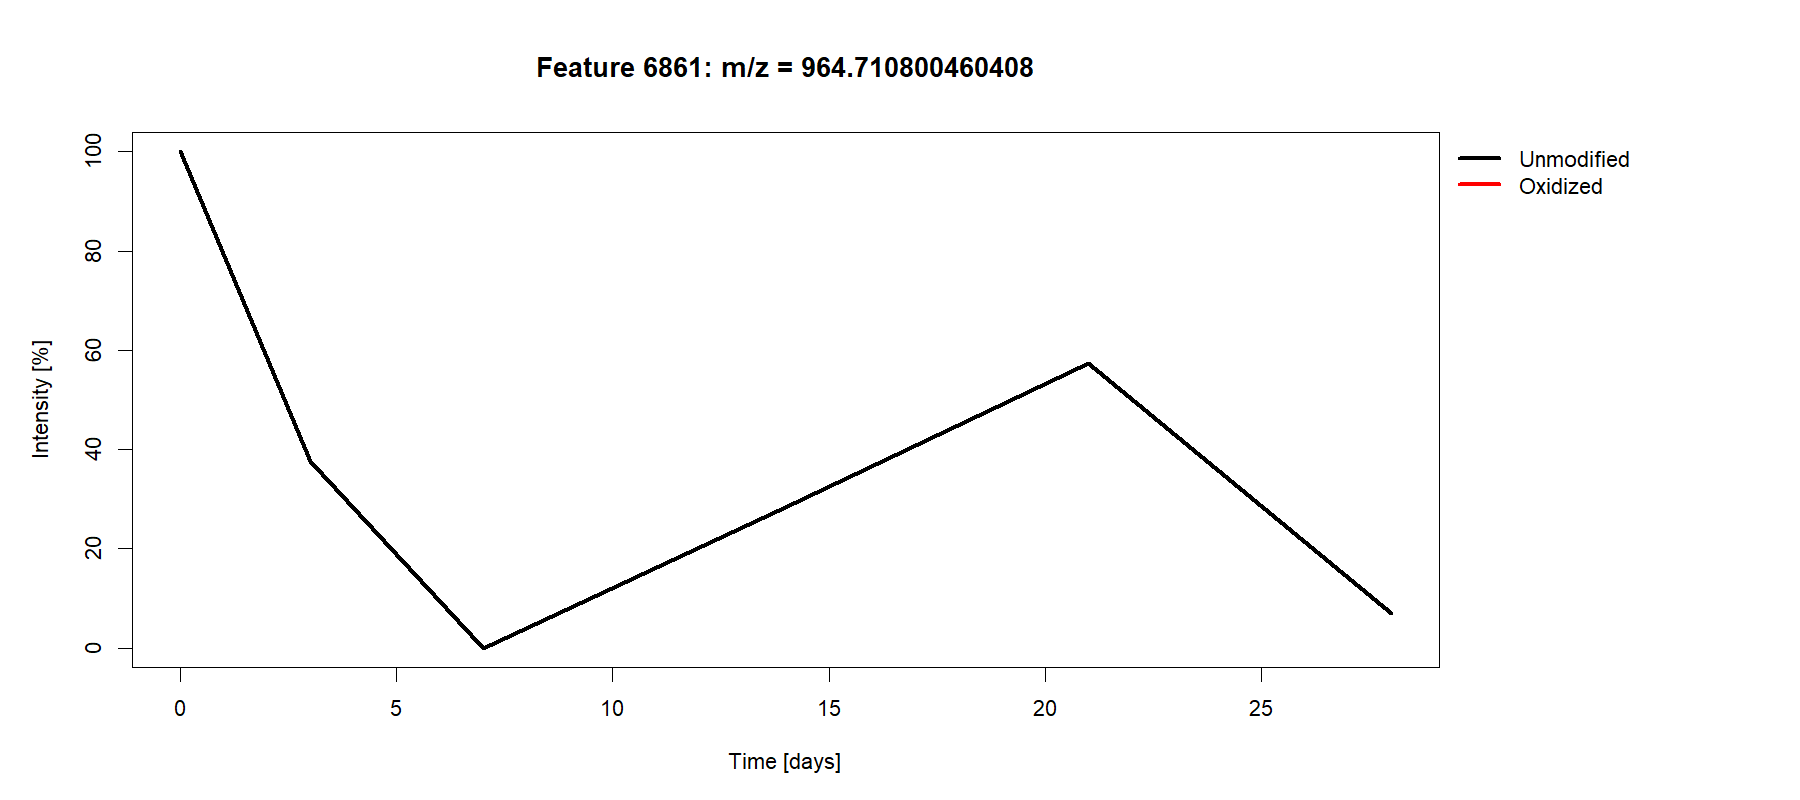 Feature 6861: m/z = 964.710800460408
Unmodified
Oxidized
Intensity [%]
100
80
60
40
20
0
0 5 10 15 20 25
Time [days]